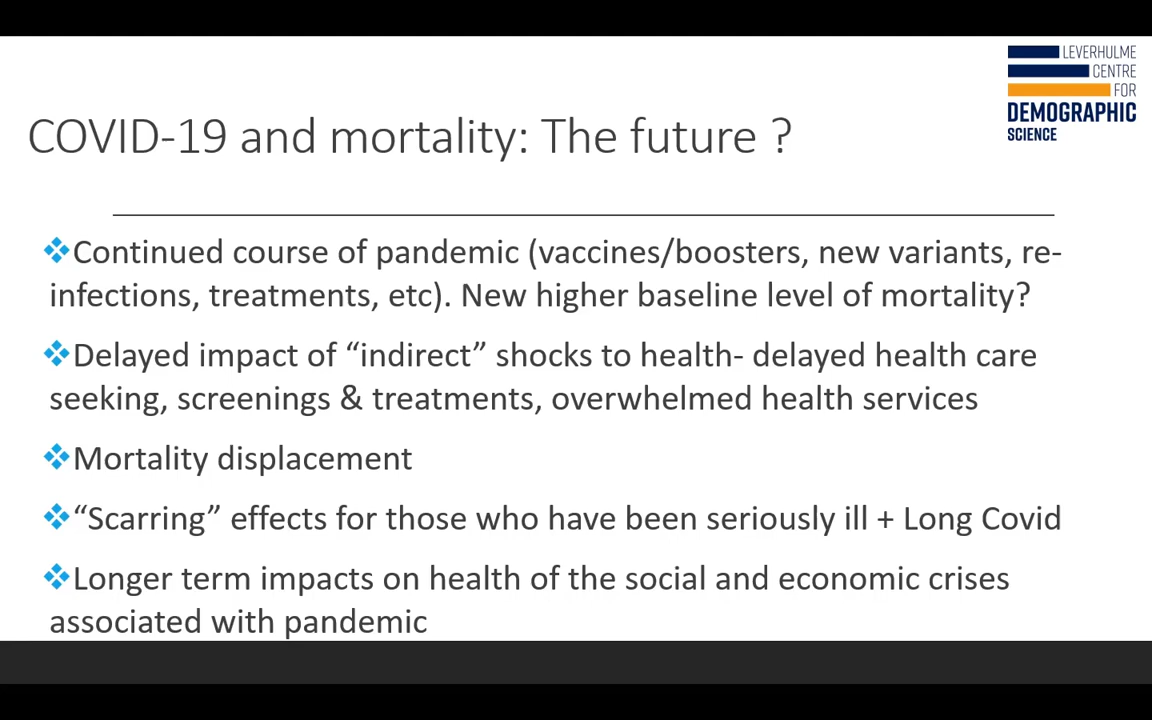 LEVERHULME
CENTRE
FOR
DEMOGRAPHIC
SCIENCE
COVID-19 and mortality: The future ?
❖Continued course of pandemic (vaccines/boosters, new variants, re-
infections, treatments, etc). New higher baseline level of mortality?
❖Delayed impact of “indirect” shocks to health- delayed health care
seeking, screenings & treatments, overwhelmed health services
❖Mortality displacement
❖“Scarring” effects for those who have been seriously ill + Long Covid
❖Longer term impacts on health of the social and economic crises
associated with pandemic